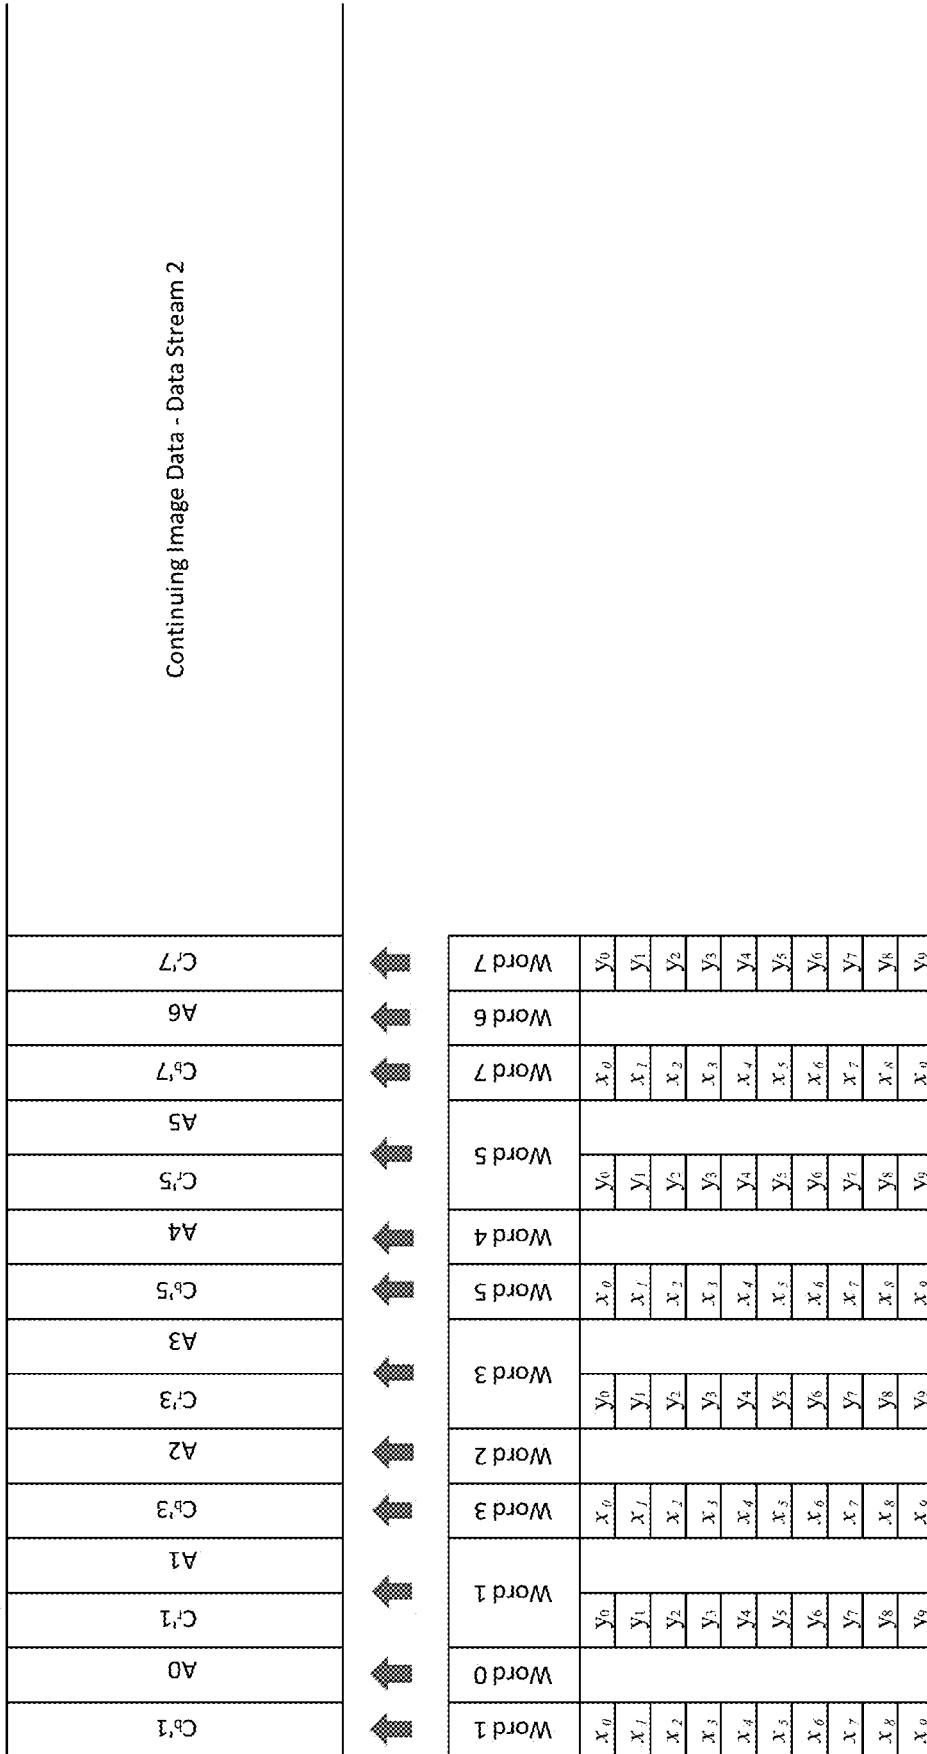 Continuing Image Data - Data Stream 2
Cr'7 Word 7 y0 y1 y2 y3 y4 y5 y6 y7 y8 y9
A6 Word 6
Cb'7 Word 7 x0 x1 x2 x3 x4 x5 x6 x7 x8 x9
A5 Word 5
Cr'5 y0 y1 y2 y3 y4 y5 y6 y7 y8 y9
A4 Word 4
Cb'5 Word 5 x0 x1 x2 x3 x4 x5 x6 x7 x8 x9
A3 Word 3
Cr'3 y0 y1 y2 y3 y4 y5 y6 y7 y8 y9
A2 Word 2
Cb'3 Word 3 x0 x1 x2 x3 x4 x5 x6 x7 x8 x9
A1 Word 1
Cr'1 y0 y1 y2 y3 y4 y5 y6 y7 y8 y9
A0 Word 0
Cb'1 Word 1 x0 x1 x2 x3 x4 x5 x6 x7 x8 x9